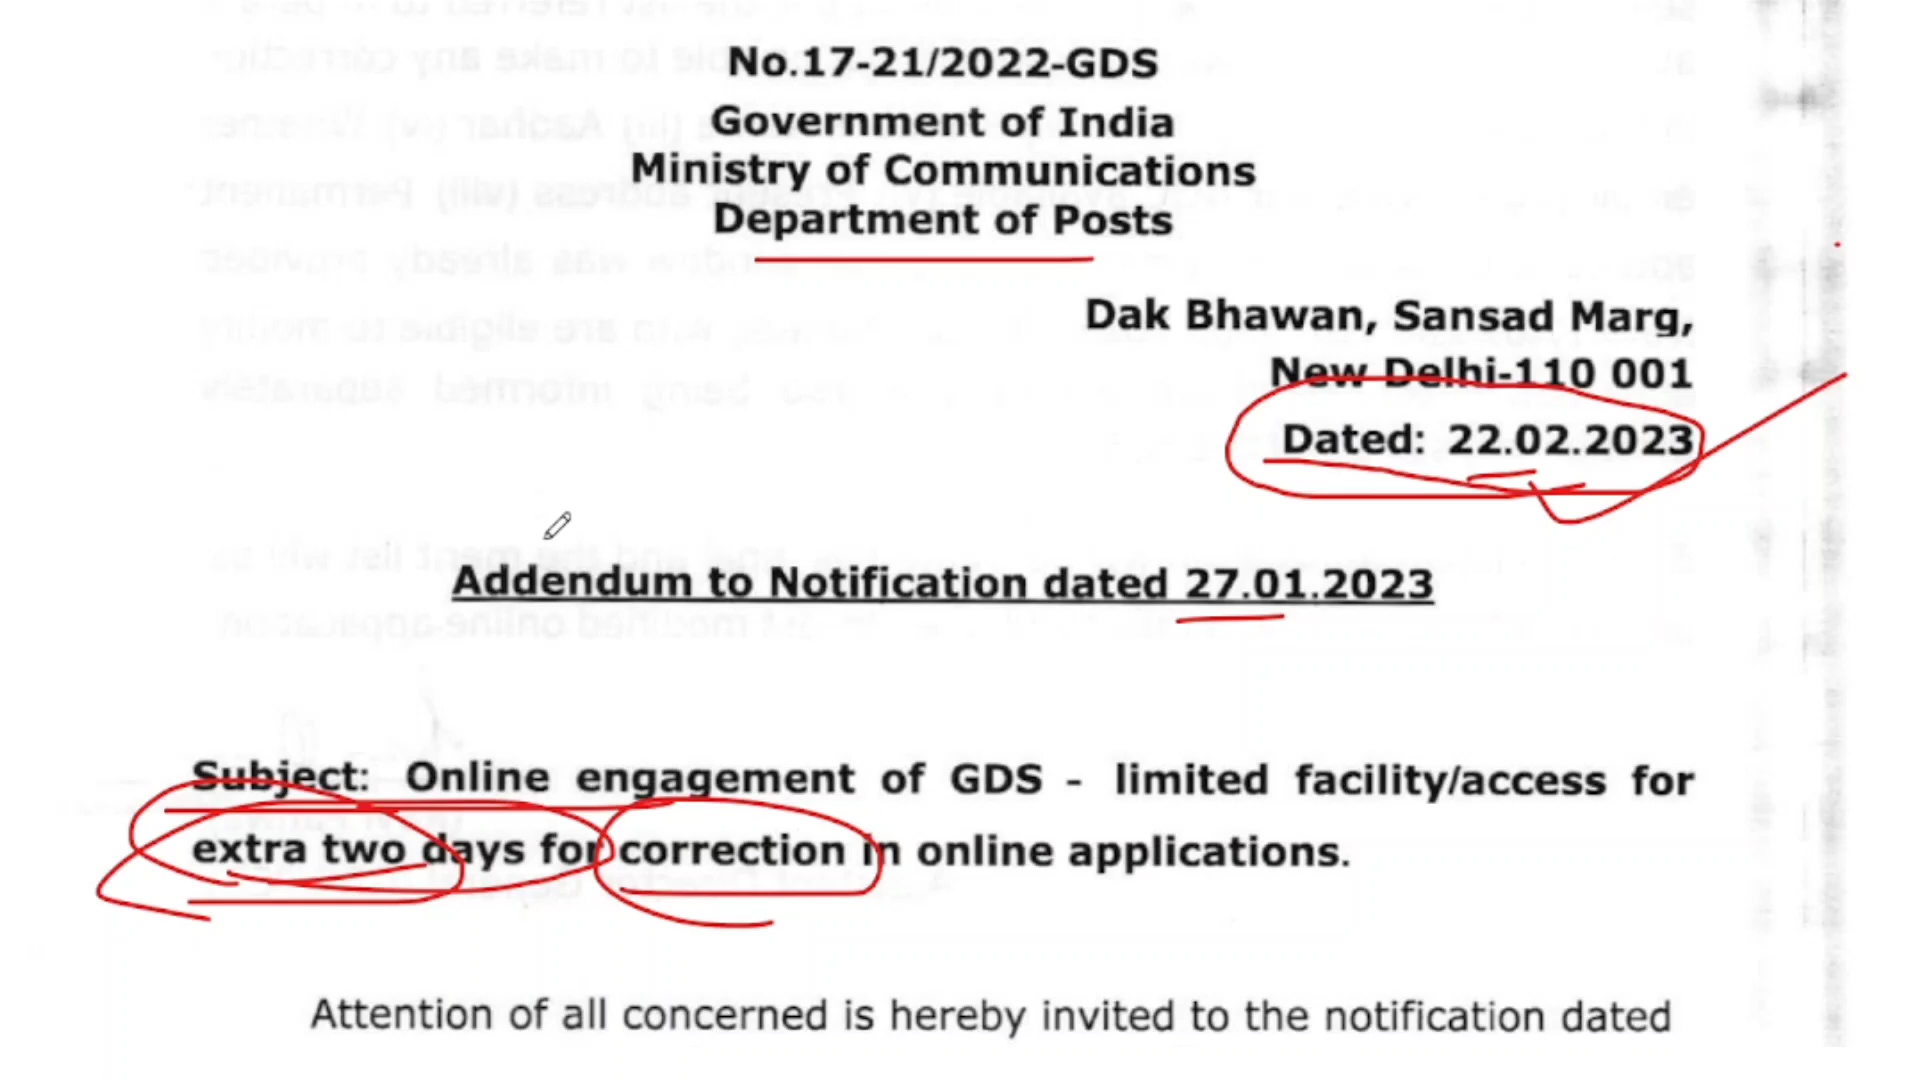 No.17-21/2022-GDS
Government of India
Ministry of Communications
Department of Posts
Dak Bhawan, Sansad Marg,
New Delhi-110 001
Dated: 22.02.2023
Addendum to Notification dated 27.01.2023
Subject: Online engagement of GDS - limited facility/access for
extra two days for correction in online applications.
Attention of all concerned is hereby invited to the notification dated